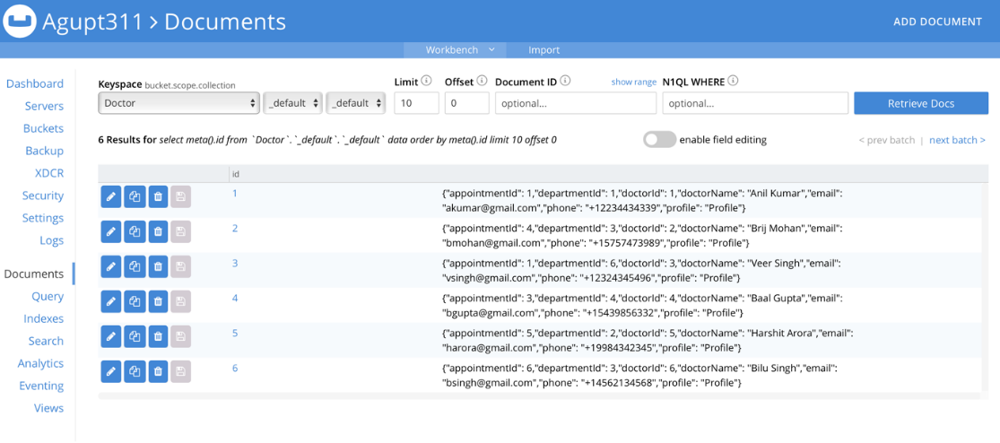 Agupt311 > Documents
ADD DOCUMENT
Workbench
Import
Dashboard
Servers
Buckets
Backup
XDCR
Security
Settings
Logs
Documents
Query
Indexes
Search
Analytics
Eventing
Views
Keyspace bucket.scope.collection
Limit
Offset
Document ID
show range
N1QL WHERE
Doctor
_default
_default
10
0
optional...
optional...
Retrieve Docs
6 Results for select meta().id from `Doctor`.`_default`.`_default` data order by meta().id limit 10 offset 0
enable field editing
< prev batch | next batch >
id
1
{"appointmentId": 1,"departmentId": 1,"doctorId": 1,"doctorName": "Anil Kumar","email":
"akumar@gmail.com","phone": "+12234434339","profile": "Profile"}
2
{"appointmentId": 4,"departmentId": 3,"doctorId": 2,"doctorName": "Brij Mohan","email":
"bmohan@gmail.com","phone": "+15757473989","profile": "Profile"}
3
{"appointmentId": 1,"departmentId": 6,"doctorId": 3,"doctorName": "Veer Singh","email":
"vsingh@gmail.com","phone": "+12324345496","profile": "Profile"}
4
{"appointmentId": 3,"departmentId": 4,"doctorId": 4,"doctorName": "Baal Gupta","email":
"bgupta@gmail.com","phone": "+15439856332","profile": "Profile"}
5
{"appointmentId": 5,"departmentId": 2,"doctorId": 5,"doctorName": "Harshit Arora","email":
"harora@gmail.com","phone": "+19984342345","profile": "Profile"}
6
{"appointmentId": 6,"departmentId": 3,"doctorId": 6,"doctorName": "Bilu Singh","email":
"bsingh@gmail.com","phone": "+14562134568","profile": "Profile"}